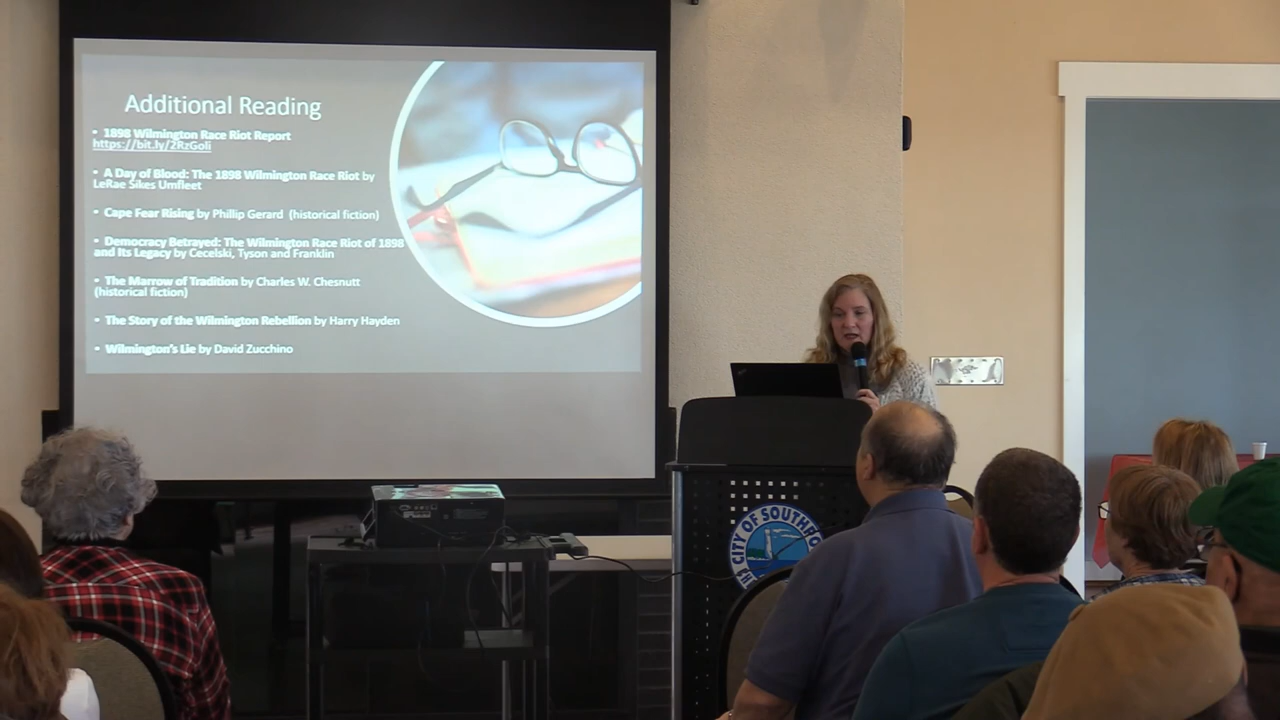 Additional Reading
• 1898 Wilmington Race Riot Report
https://bit.ly/2RzGoli
• A Day of Blood: The 1898 Wilmington Race Riot by
LeRae Sikes Umfleet
• Cape Fear Rising by Phillip Gerard (historical fiction)
• Democracy Betrayed: The Wilmington Race Riot of 1898
and Its Legacy by Cecelski, Tyson and Franklin
• The Marrow of Tradition by Charles W. Chesnutt
(historical fiction)
• The Story of the Wilmington Rebellion by Harry Hayden
• Wilmington's Lie by David Zucchino
CITY OF SOUTHPO